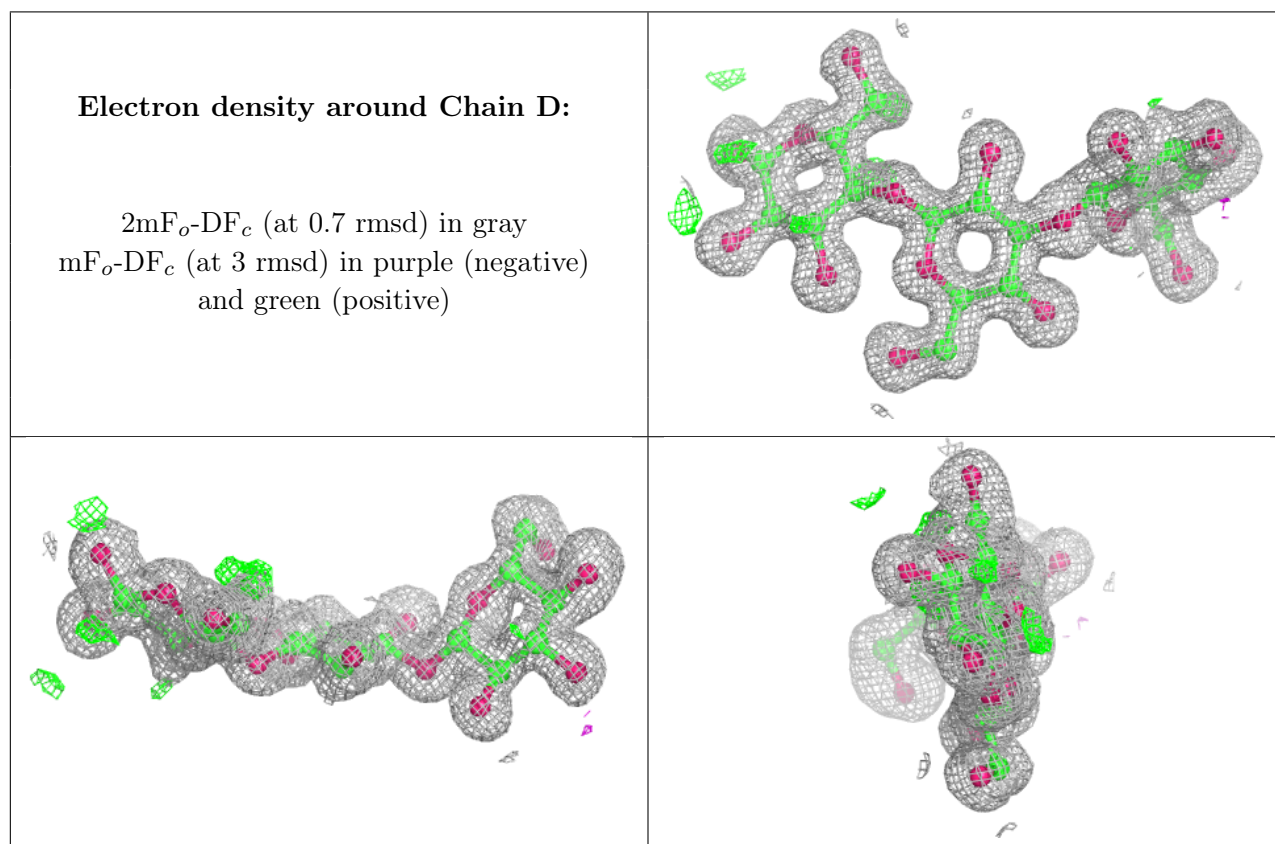 Electron density around Chain D:
2mFo-DFc (at 0.7 rmsd) in gray
mFo-DFc (at 3 rmsd) in purple (negative)
and green (positive)